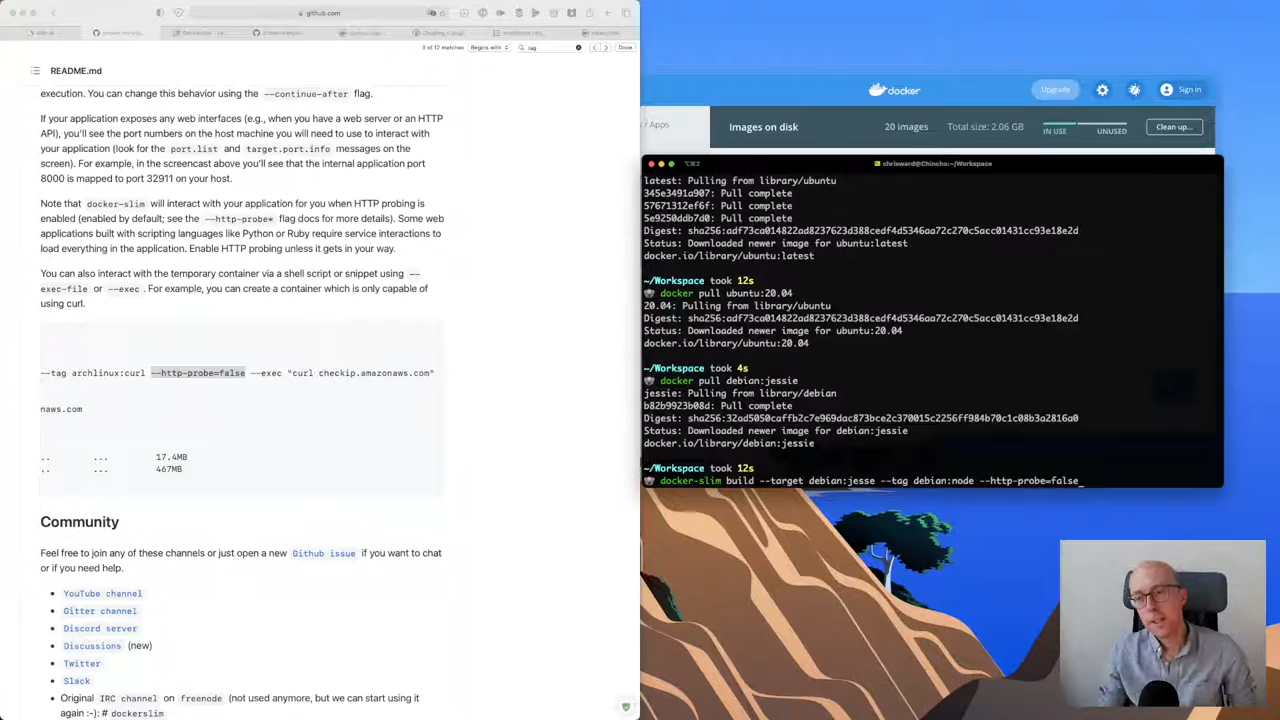 github.com
3 of 12 matches Begins with tag Done
README.md
execution. You can change this behavior using the --continue-after flag.
If your application exposes any web interfaces (e.g., when you have a web server or an HTTP
API), you'll see the port numbers on the host machine you will need to use to interact with
your application (look for the port.list and target.port.info messages on the
screen). For example, in the screencast above you'll see that the internal application port
8000 is mapped to port 32911 on your host.
Note that docker-slim will interact with your application for you when HTTP probing is
enabled (enabled by default; see the --http-probe* flag docs for more details). Some web
applications built with scripting languages like Python or Ruby require service interactions to
load everything in the application. Enable HTTP probing unless it gets in your way.
You can also interact with the temporary container via a shell script or snippet using --
exec-file or --exec . For example, you can create a container which is only capable of
using curl.
--tag archlinux:curl --http-probe=false --exec "curl checkip.amazonaws.com"
naws.com
.. ... 17.4MB
.. ... 467MB
Community
Feel free to join any of these channels or just open a new Github issue if you want to chat
or if you need help.
• YouTube channel
• Gitter channel
• Discord server
• Discussions (new)
• Twitter
• Slack
• Original IRC channel on freenode (not used anymore, but we can start using it
again :-): # dockerslim
docker
Upgrade
Sign in
/ Apps
Images on disk
20 images
Total size: 2.06 GB
IN USE
UNUSED
Clean up...
⌥⌘2
chrisward@Chincho:~/Workspace
latest: Pulling from library/ubuntu
345e3491a907: Pull complete
57671312ef6f: Pull complete
5e9250ddb7d0: Pull complete
Digest: sha256:adf73ca014822ad8237623d388cedf4d5346aa72c270c5acc01431cc93e18e2d
Status: Downloaded newer image for ubuntu:latest
docker.io/library/ubuntu:latest
~/Workspace took 12s
docker pull ubuntu:20.04
20.04: Pulling from library/ubuntu
Digest: sha256:adf73ca014822ad8237623d388cedf4d5346aa72c270c5acc01431cc93e18e2d
Status: Downloaded newer image for ubuntu:20.04
docker.io/library/ubuntu:20.04
~/Workspace took 4s
docker pull debian:jessie
jessie: Pulling from library/debian
b82b9923b08d: Pull complete
Digest: sha256:32ad5050caffb2c7e969dac873bce2c370015c2256ff984b70c1c08b3a2816a0
Status: Downloaded newer image for debian:jessie
docker.io/library/debian:jessie
~/Workspace took 12s
docker-slim build --target debian:jesse --tag debian:node --http-probe=false_